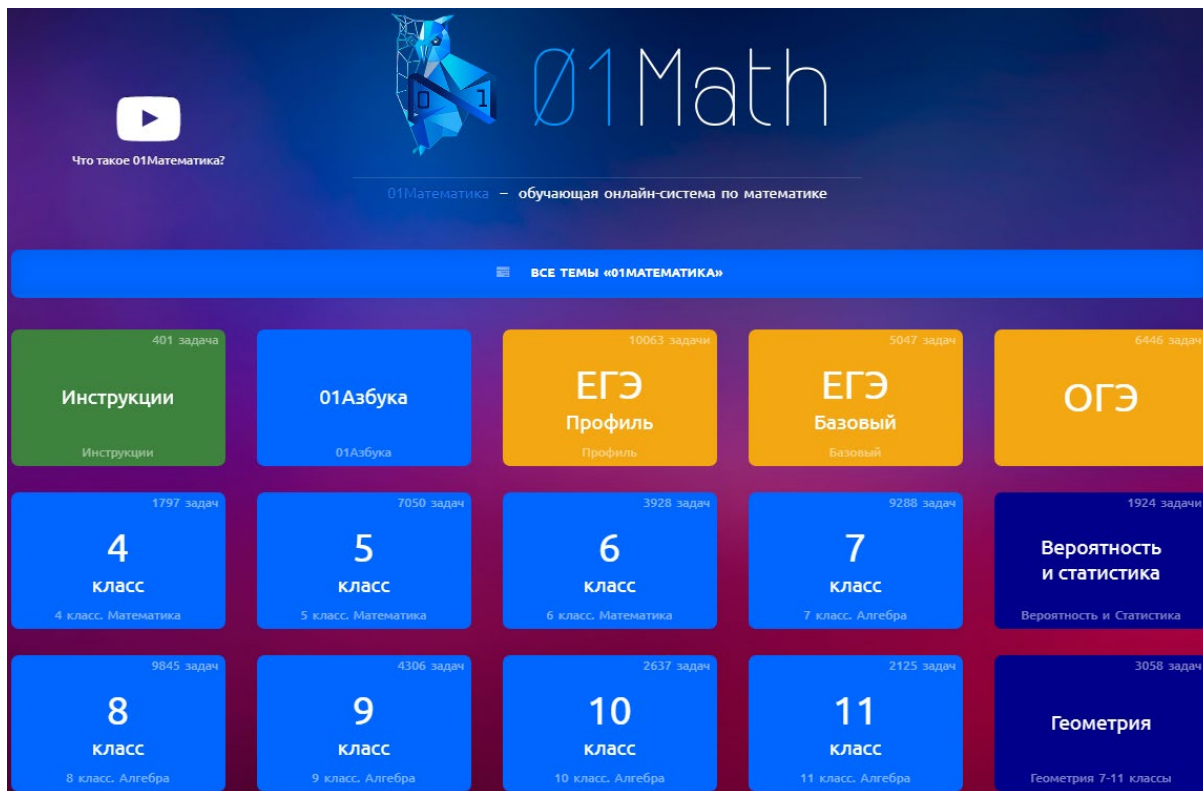 0 1
01Math
Что такое 01Математика?
01Математика – обучающая онлайн-система по математике
ВСЕ ТЕМЫ «01МАТЕМАТИКА»
401 задача
Инструкции
Инструкции
01Азбука
01Азбука
10063 задачи
ЕГЭ
Профиль
Профиль
5047 задач
ЕГЭ
Базовый
Базовый
6446 задач
ОГЭ
1797 задач
4
класс
4 класс. Математика
7050 задач
5
класс
5 класс. Математика
3928 задач
6
класс
6 класс. Математика
9288 задач
7
класс
7 класс. Алгебра
1924 задачи
Вероятность
и статистика
Вероятность и Статистика
9845 задач
8
класс
8 класс. Алгебра
4306 задач
9
класс
9 класс. Алгебра
2637 задач
10
класс
10 класс. Алгебра
2125 задач
11
класс
11 класс. Алгебра
3058 задач
Геометрия
Геометрия 7-11 классы